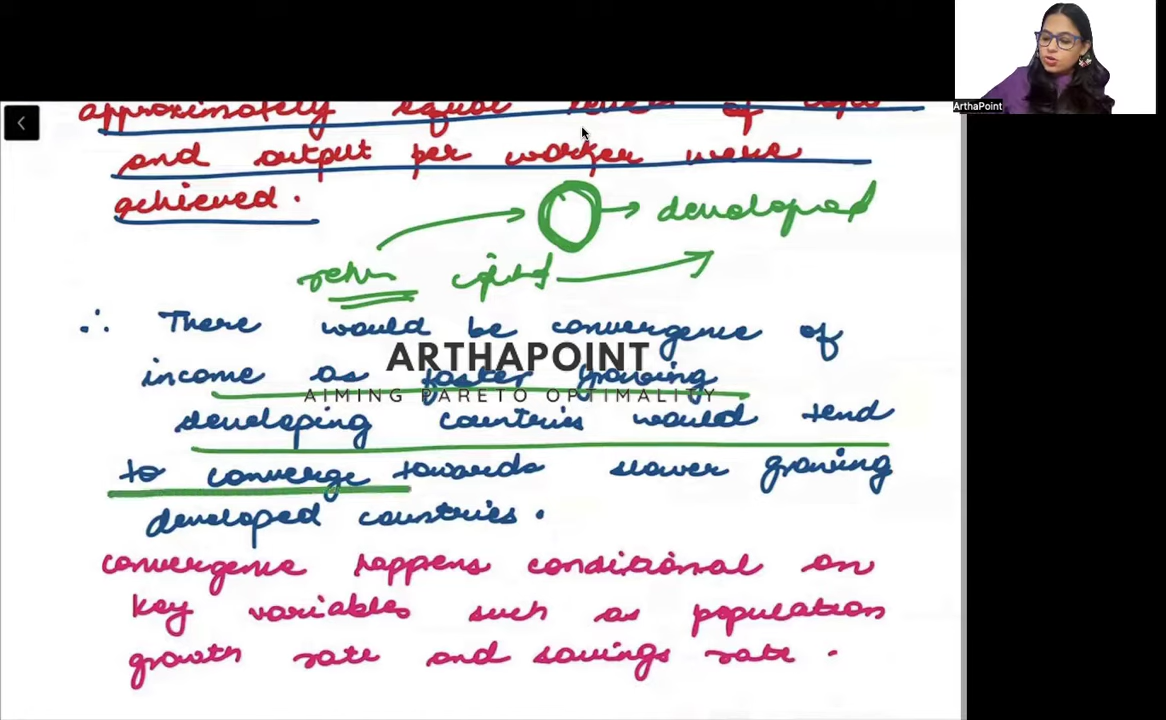 ArthaPoint
approximately equal of
and output per worker were
achieved.
→ developed
return capital
∴ There would be convergence of
income as faster growing
ARTHAPOINT
AIMING PARETO OPTIMALITY
developing countries would tend
to converge towards slower growing
developed countries.
convergence happens conditional on
key variables such as population
growth rate and savings rate.